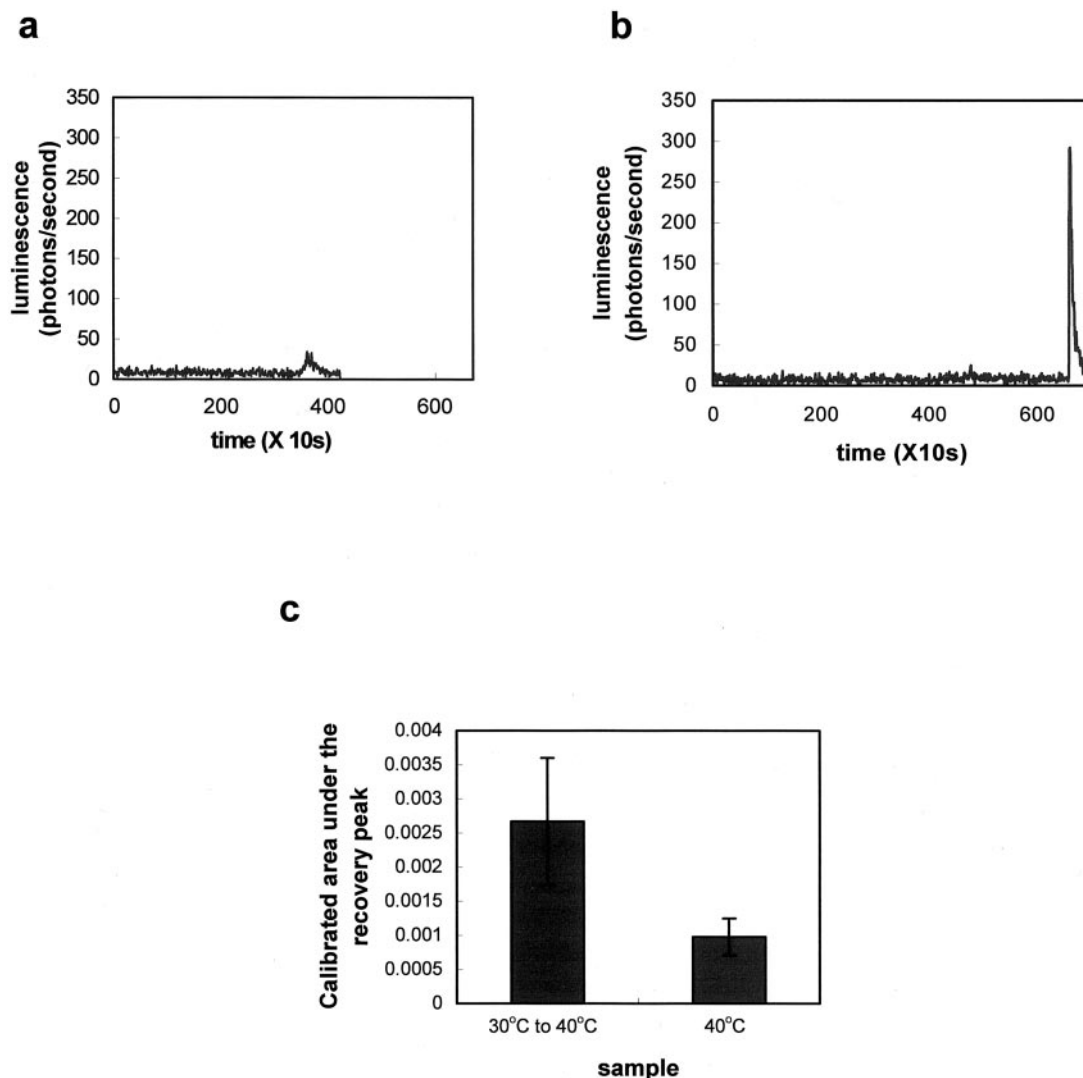 a
350
300
250
200
150
100
50
0
luminescence
(photons/second)
0 200 400 600
time (X 10s)
b
350
300
250
200
150
100
50
0
luminescence
(photons/second)
0 200 400 600
time (X10s)
c
0.004
0.0035
0.003
0.0025
0.002
0.0015
0.001
0.0005
0
Calibrated area under the
recovery peak
30°C to 40°C 40°C
sample